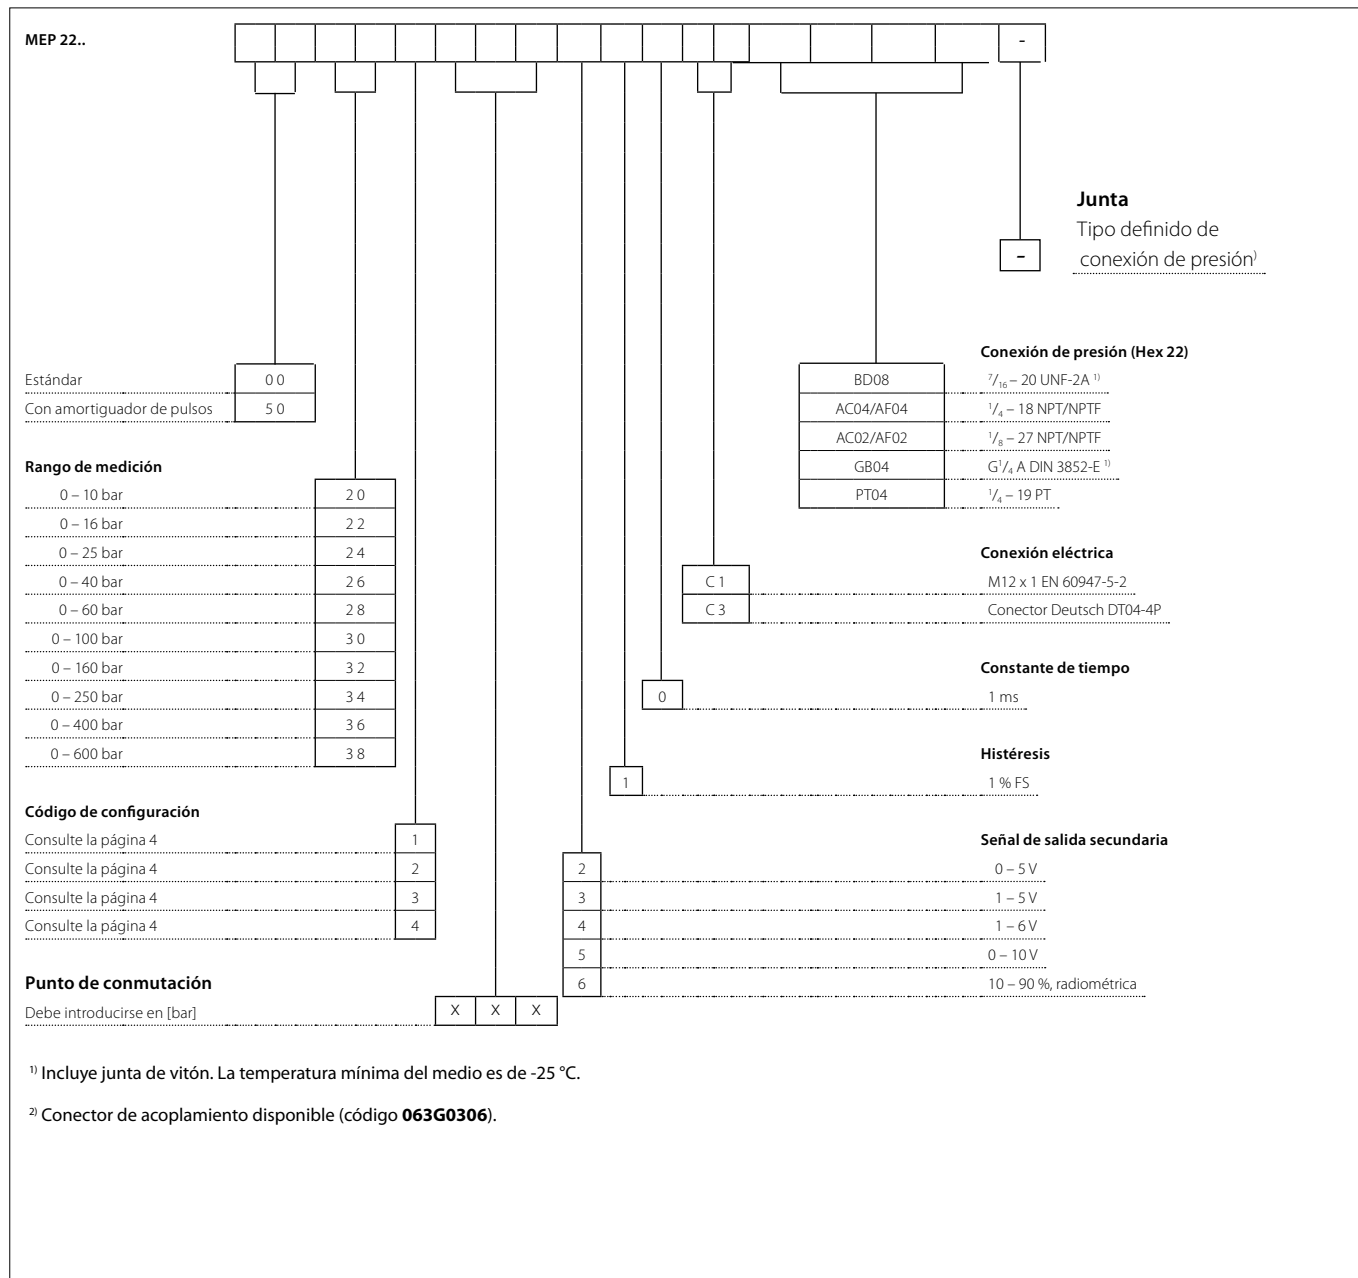 MEP 22..
-
Junta
Tipo definido de
conexión de presión)
-
Conexión de presión (Hex 22)
Estándar 0 0
Con amortiguador de pulsos 5 0
BD08 7/16 – 20 UNF-2A 1)
AC04/AF04 1/4 – 18 NPT/NPTF
AC02/AF02 1/8 – 27 NPT/NPTF
GB04 G1/4 A DIN 3852-E 1)
PT04 1/4 – 19 PT
Rango de medición
0 – 10 bar 2 0
0 – 16 bar 2 2
0 – 25 bar 2 4
0 – 40 bar 2 6
0 – 60 bar 2 8
0 – 100 bar 3 0
0 – 160 bar 3 2
0 – 250 bar 3 4
0 – 400 bar 3 6
0 – 600 bar 3 8
Conexión eléctrica
C 1 M12 x 1 EN 60947-5-2
C 3 Conector Deutsch DT04-4P
Constante de tiempo
0 1 ms
Histéresis
1 1 % FS
Código de configuración
Consulte la página 4 1
Consulte la página 4 2
Consulte la página 4 3
Consulte la página 4 4
Señal de salida secundaria
2 0 – 5 V
3 1 – 5 V
4 1 – 6 V
5 0 – 10 V
6 10 – 90 %, radiométrica
Punto de conmutación
Debe introducirse en [bar] X X X
1) Incluye junta de vitón. La temperatura mínima del medio es de -25 °C.
2) Conector de acoplamiento disponible (código 063G0306).